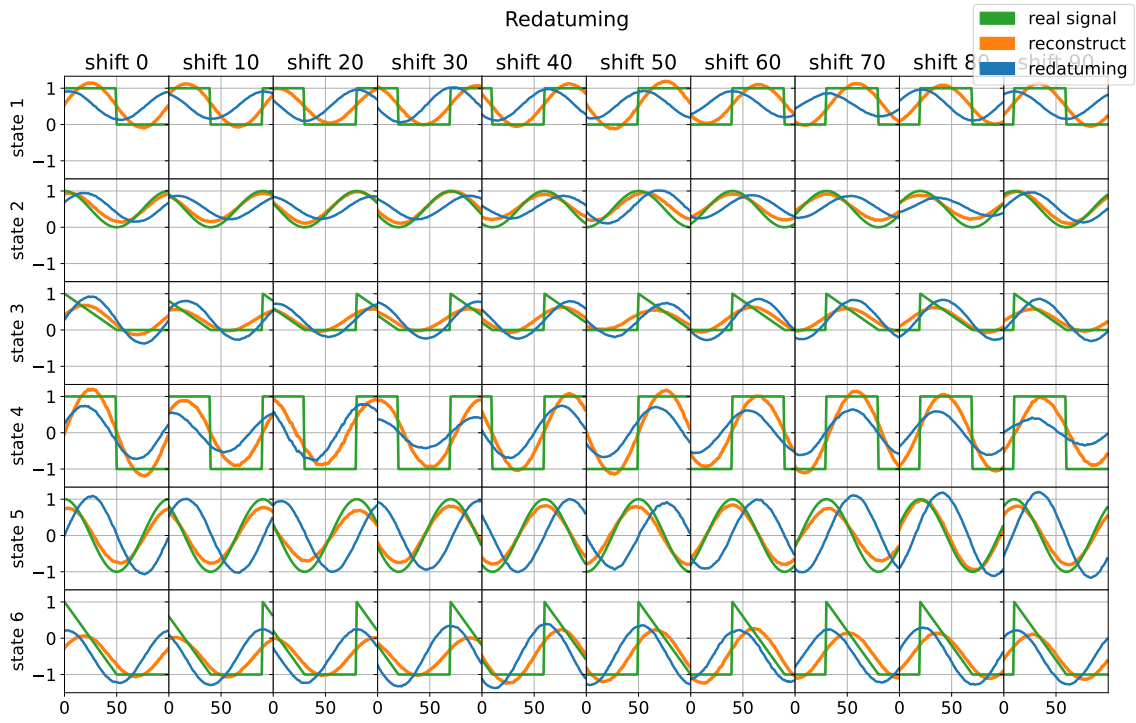 Redatuming
real signal
reconstruct
redatuming
shift 0 shift 10 shift 20 shift 30 shift 40 shift 50 shift 60 shift 70 shift 80 shift 90
state 1
1
0
−1
state 2
1
0
−1
state 3
1
0
−1
state 4
1
0
−1
state 5
1
0
−1
state 6
1
0
−1
0 50 0 50 0 50 0 50 0 50 0 50 0 50 0 50 0 50 0 50